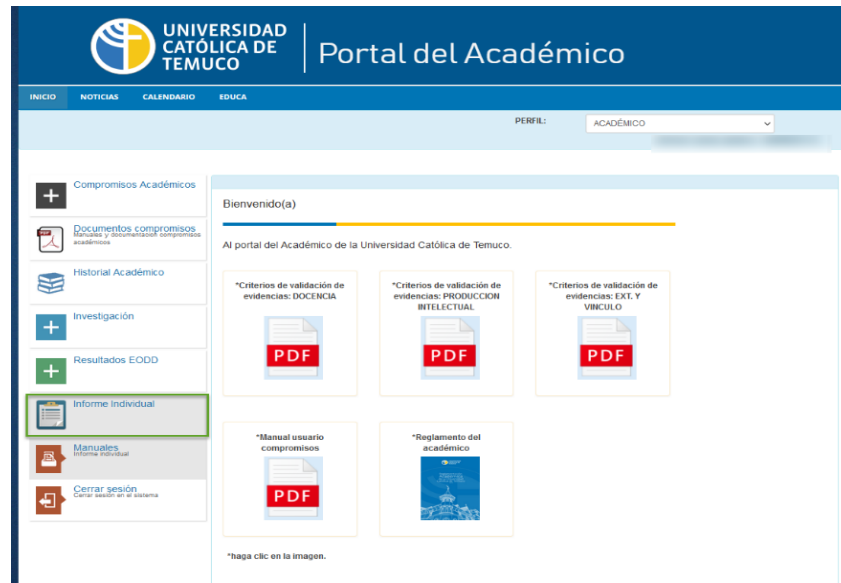 UNIVERSIDAD
CATÓLICA DE
TEMUCO
Portal del Académico
INICIO NOTICIAS CALENDARIO EDUCA
PERFIL: ACADÉMICO
Compromisos Académicos
Documentos compromisos
Manuales y documentación compromisos
académicos
Historial Académico
Investigación
Resultados EODD
Informe Individual
Manuales
Informe individual
Cerrar sesión
Cerrar sesión en el sistema
Bienvenido(a)
Al portal del Académico de la Universidad Católica de Temuco.
*Criterios de validación de
evidencias: DOCENCIA
PDF
*Criterios de validación de
evidencias: PRODUCCION
INTELECTUAL
PDF
*Criterios de validación de
evidencias: EXT. Y
VINCULO
PDF
*Manual usuario
compromisos
PDF
*Reglamento del
académico
*haga clic en la imagen.